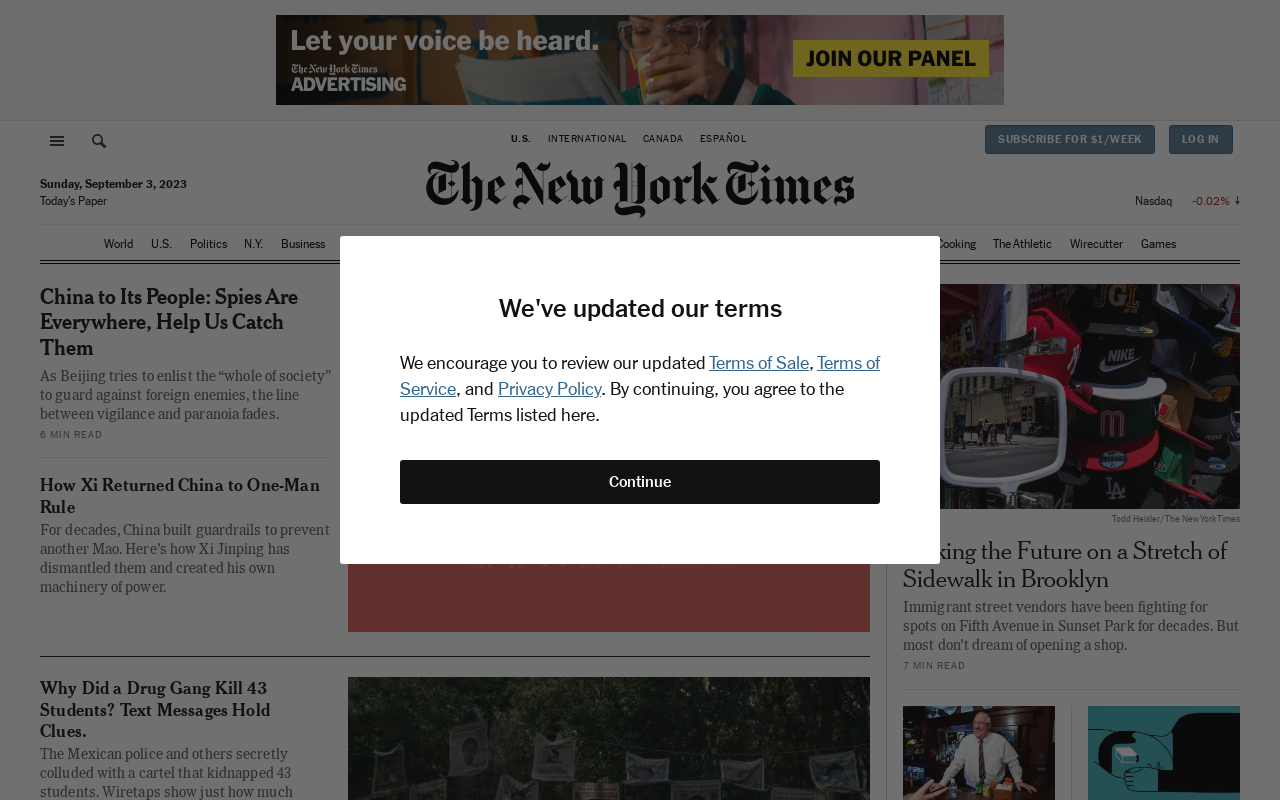 Let your voice be heard.
The New York Times
ADVERTISING
JOIN OUR PANEL
U.S. INTERNATIONAL CANADA ESPAÑOL
SUBSCRIBE FOR $1/WEEK
LOG IN
Sunday, September 3, 2023
Today's Paper
The New York Times
Nasdaq -0.02%
World U.S. Politics N.Y. Business
Cooking The Athletic Wirecutter Games
We've updated our terms
We encourage you to review our updated Terms of Sale, Terms of
Service, and Privacy Policy. By continuing, you agree to the
updated Terms listed here.
Continue
China to Its People: Spies Are
Everywhere, Help Us Catch
Them
As Beijing tries to enlist the “whole of society”
to guard against foreign enemies, the line
between vigilance and paranoia fades.
6 MIN READ
How Xi Returned China to One-Man
Rule
For decades, China built guardrails to prevent
another Mao. Here’s how Xi Jinping has
dismantled them and created his own
machinery of power.
Why Did a Drug Gang Kill 43
Students? Text Messages Hold
Clues.
The Mexican police and others secretly
colluded with a cartel that kidnapped 43
students. Wiretaps show just how much
JGL
NIKE
LA
Todd Heisler/The New York Times
the Future on a Stretch of
Sidewalk in Brooklyn
Immigrant street vendors have been fighting for
spots on Fifth Avenue in Sunset Park for decades. But
most don’t dream of opening a shop.
7 MIN READ